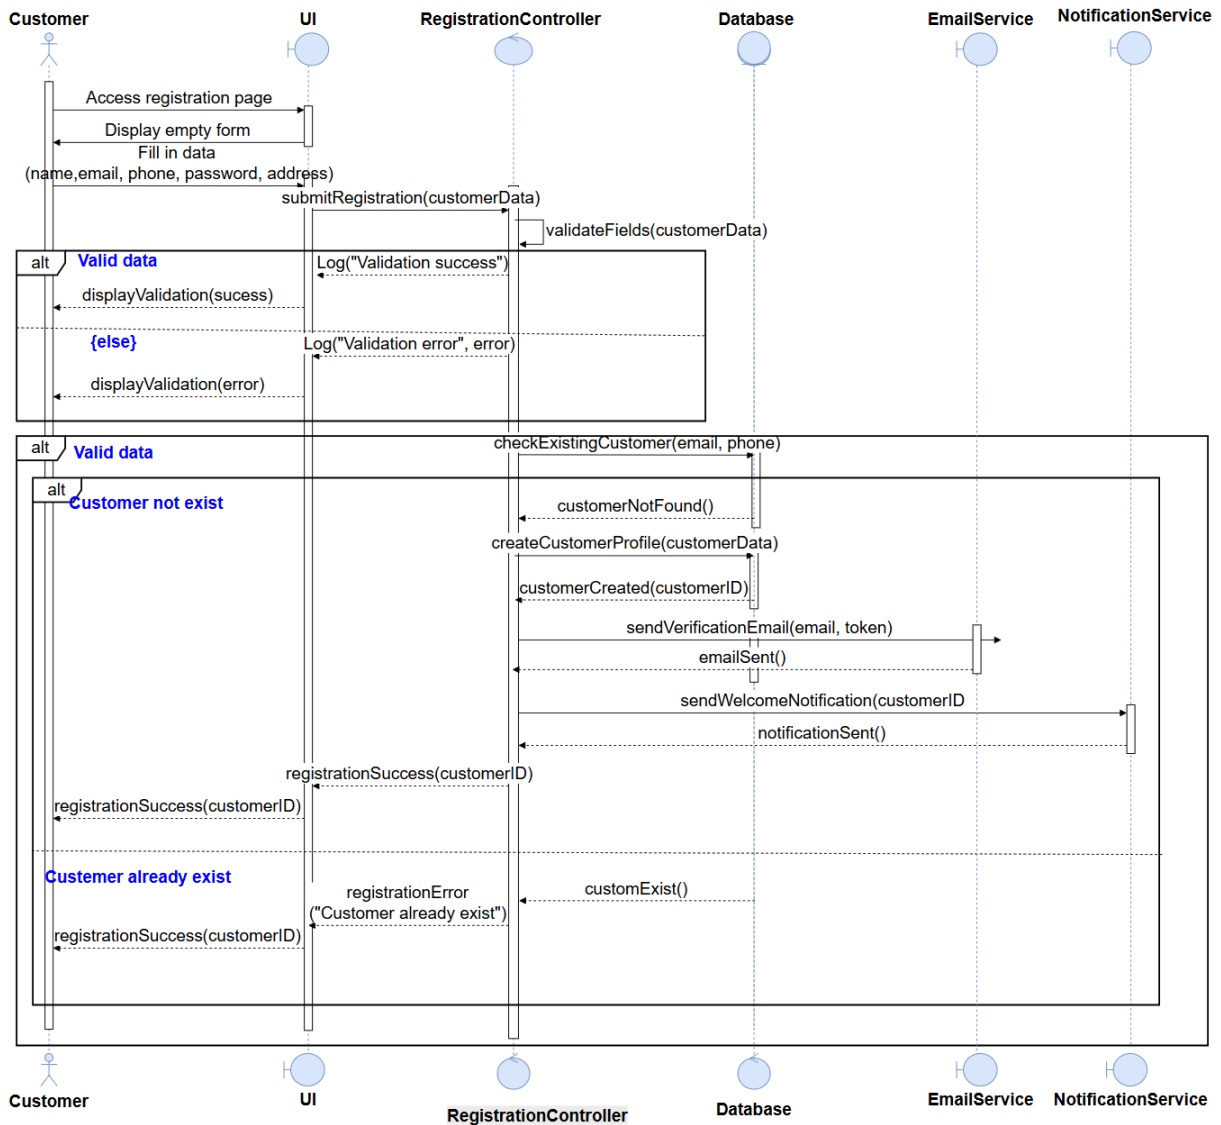 Customer
UI
RegistrationController
Database
EmailService
NotificationService
Access registration page
Display empty form
Fill in data
(name,email, phone, password, address)
submitRegistration(customerData)
validateFields(customerData)
alt
Valid data
Log("Validation success")
displayValidation(sucess)
{else}
Log("Validation error", error)
displayValidation(error)
alt
Valid data
checkExistingCustomer(email, phone)
alt
Customer not exist
customerNotFound()
createCustomerProfile(customerData)
customerCreated(customerID)
sendVerificationEmail(email, token)
emailSent()
sendWelcomeNotification(customerID
notificationSent()
registrationSuccess(customerID)
registrationSuccess(customerID)
Custemer already exist
customExist()
registrationError
("Customer already exist")
registrationSuccess(customerID)
Customer
UI
RegistrationController
Database
EmailService
NotificationService